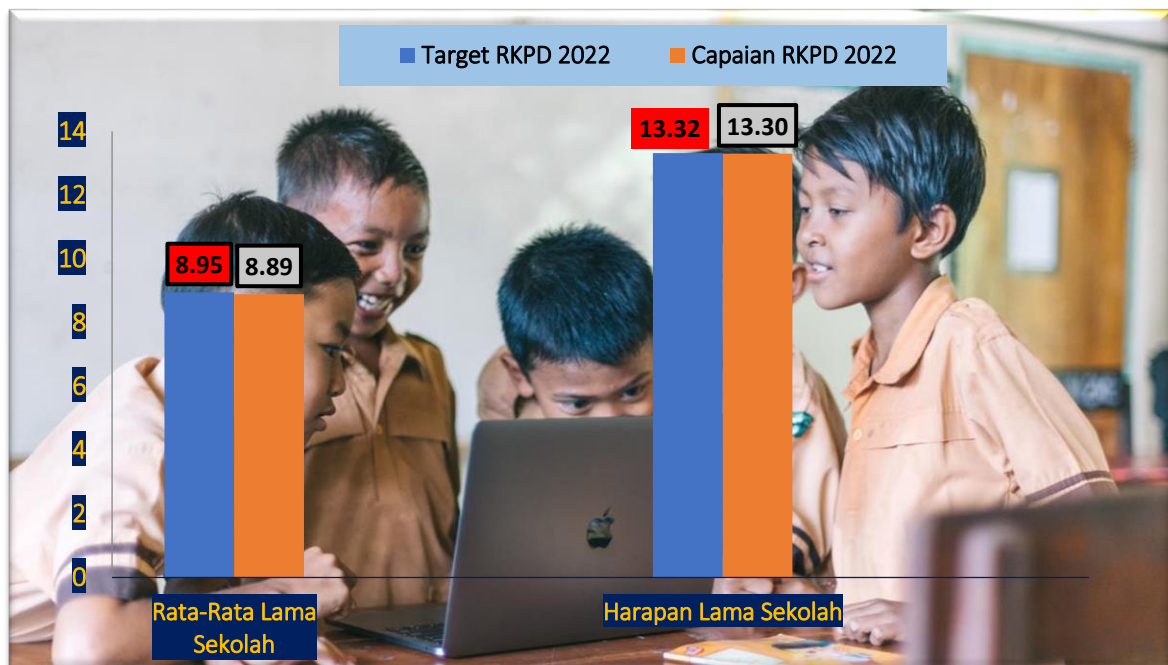 Target RKPD 2022 Capaian RKPD 2022
14
12
10
8
6
4
2
0
8.95 8.89
13.32 13.30
Rata-Rata Lama
Sekolah
Harapan Lama Sekolah